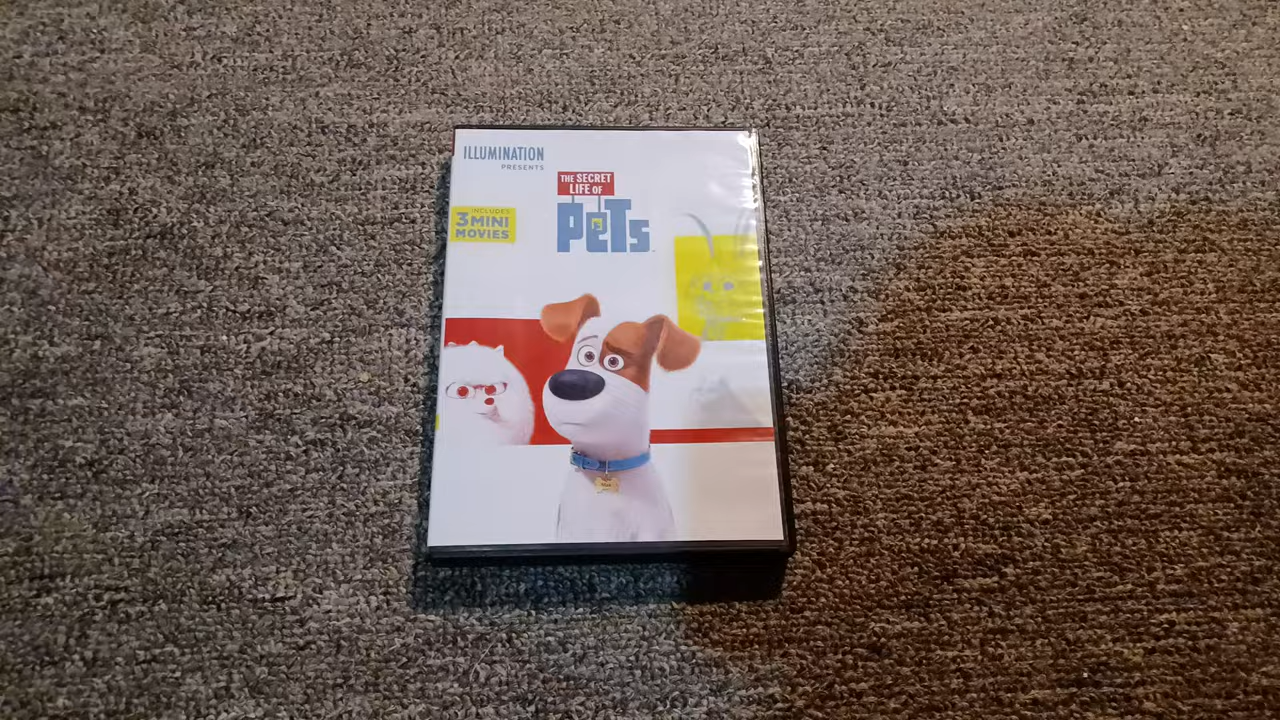 ILLUMINATION
PRESENTS
THE SECRET
LIFE OF
PeTs
INCLUDES
3 MINI
MOVIES